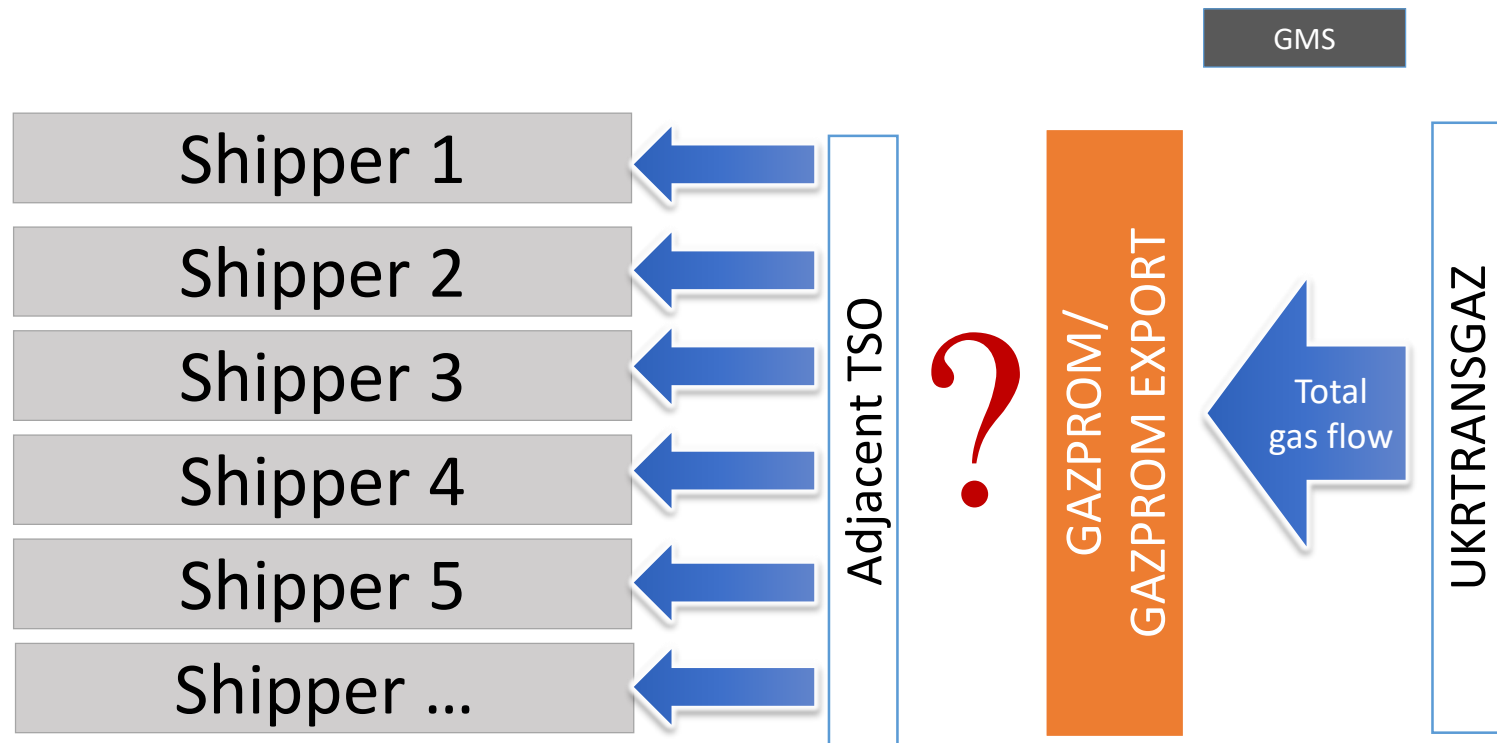 GMS
Shipper 1
Shipper 2
Shipper 3
Shipper 4
Shipper 5
Shipper ...
Adjacent TSO
?
GAZPROM/
GAZPROM EXPORT
Total
gas flow
UKRTRANSGAZ